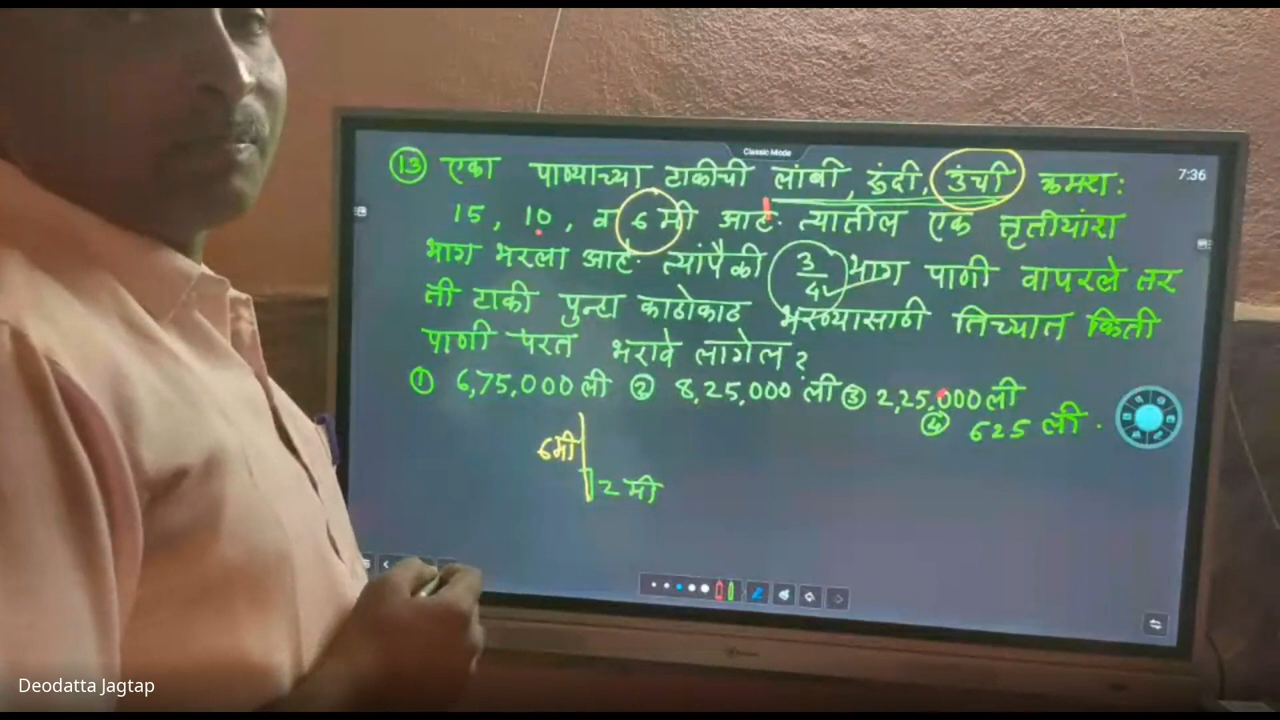 Classic Mode
7:36
13 एका पाण्याच्या टाकीची लांबी, रुंदी, उंची क्रमशः
15, 10, व 6 मी आहे. त्यातील एक तृतीयांश
भाग भरला आहे. त्यांपैकी 3/4 भाग पाणी वापरले तर
ती टाकी पुन्हा काठोकाठ भरण्यासाठी तिच्यात किती
पाणी परत भरावे लागेल?
① 6,75,000 ली ② 8,25,000 ली ③ 2,25,000 ली
④ 625 ली.
6मी
2 मी
Deodatta Jagtap